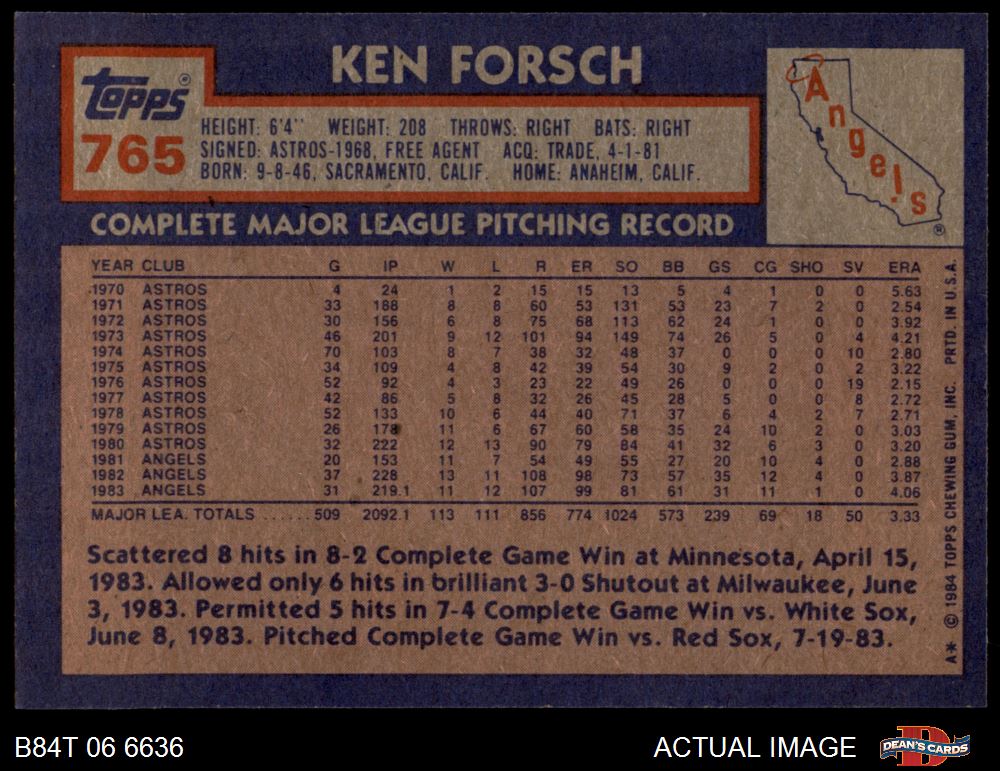 KEN FORSCH
Topps®
765
HEIGHT: 6'4" WEIGHT: 208 THROWS: RIGHT BATS: RIGHT
SIGNED: ASTROS-1968, FREE AGENT ACQ: TRADE, 4-1-81
BORN: 9-8-46, SACRAMENTO, CALIF. HOME: ANAHEIM, CALIF.
Angels
®
COMPLETE MAJOR LEAGUE PITCHING RECORD
YEAR CLUB G IP W L R ER SO BB GS CG SHO SV ERA
1970 ASTROS 4 24 1 2 15 15 13 5 4 1 0 0 5.63
1971 ASTROS 33 188 8 8 60 53 131 53 23 7 2 0 2.54
1972 ASTROS 30 156 6 8 75 68 113 62 24 1 0 0 3.92
1973 ASTROS 46 201 9 12 101 94 149 74 26 5 0 4 4.21
1974 ASTROS 70 103 8 7 38 32 48 37 0 0 0 10 2.80
1975 ASTROS 34 109 4 8 42 39 54 30 9 2 0 2 3.22
1976 ASTROS 52 92 4 3 23 22 49 26 0 0 0 19 2.15
1977 ASTROS 42 86 5 8 32 26 45 28 5 0 0 8 2.72
1978 ASTROS 52 133 10 6 44 40 71 37 6 4 2 7 2.71
1979 ASTROS 26 178 11 6 67 60 58 35 24 10 2 0 3.03
1980 ASTROS 32 222 12 13 90 79 84 41 32 6 3 0 3.20
1981 ANGELS 20 153 11 7 54 49 55 27 20 10 4 0 2.88
1982 ANGELS 37 228 13 11 108 98 73 57 35 12 4 0 3.87
1983 ANGELS 31 219.1 11 12 107 99 81 61 31 11 1 0 4.06
MAJOR LEA. TOTALS ...... 509 2092.1 113 111 856 774 1024 573 239 69 18 50 3.33
Scattered 8 hits in 8-2 Complete Game Win at Minnesota, April 15,
1983. Allowed only 6 hits in brilliant 3-0 Shutout at Milwaukee, June
3, 1983. Permitted 5 hits in 7-4 Complete Game Win vs. White Sox,
June 8, 1983. Pitched Complete Game Win vs. Red Sox, 7-19-83.
A* © 1984 TOPPS CHEWING GUM, INC. PRTD. IN U.S.A.
B84T 06 6636
ACTUAL IMAGE
DEAN'S CARDS